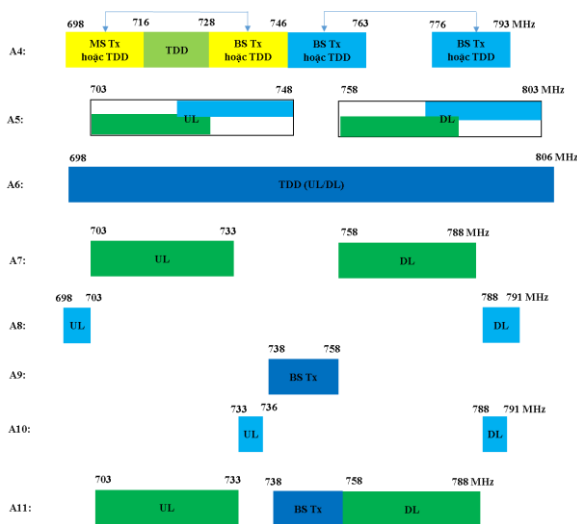 698 716 728 746 763 776 793 MHz
A4: MS Tx hoặc TDD TDD BS Tx hoặc TDD BS Tx hoặc TDD BS Tx hoặc TDD
703 748 758 803 MHz
A5: UL DL
698 806 MHz
A6: TDD (UL/DL)
703 733 758 788 MHz
A7: UL DL
698 703 788 791 MHz
A8: UL DL
738 758
A9: BS Tx
733 736 788 791 MHz
A10: UL DL
703 733 738 758 788 MHz
A11: UL BS Tx DL